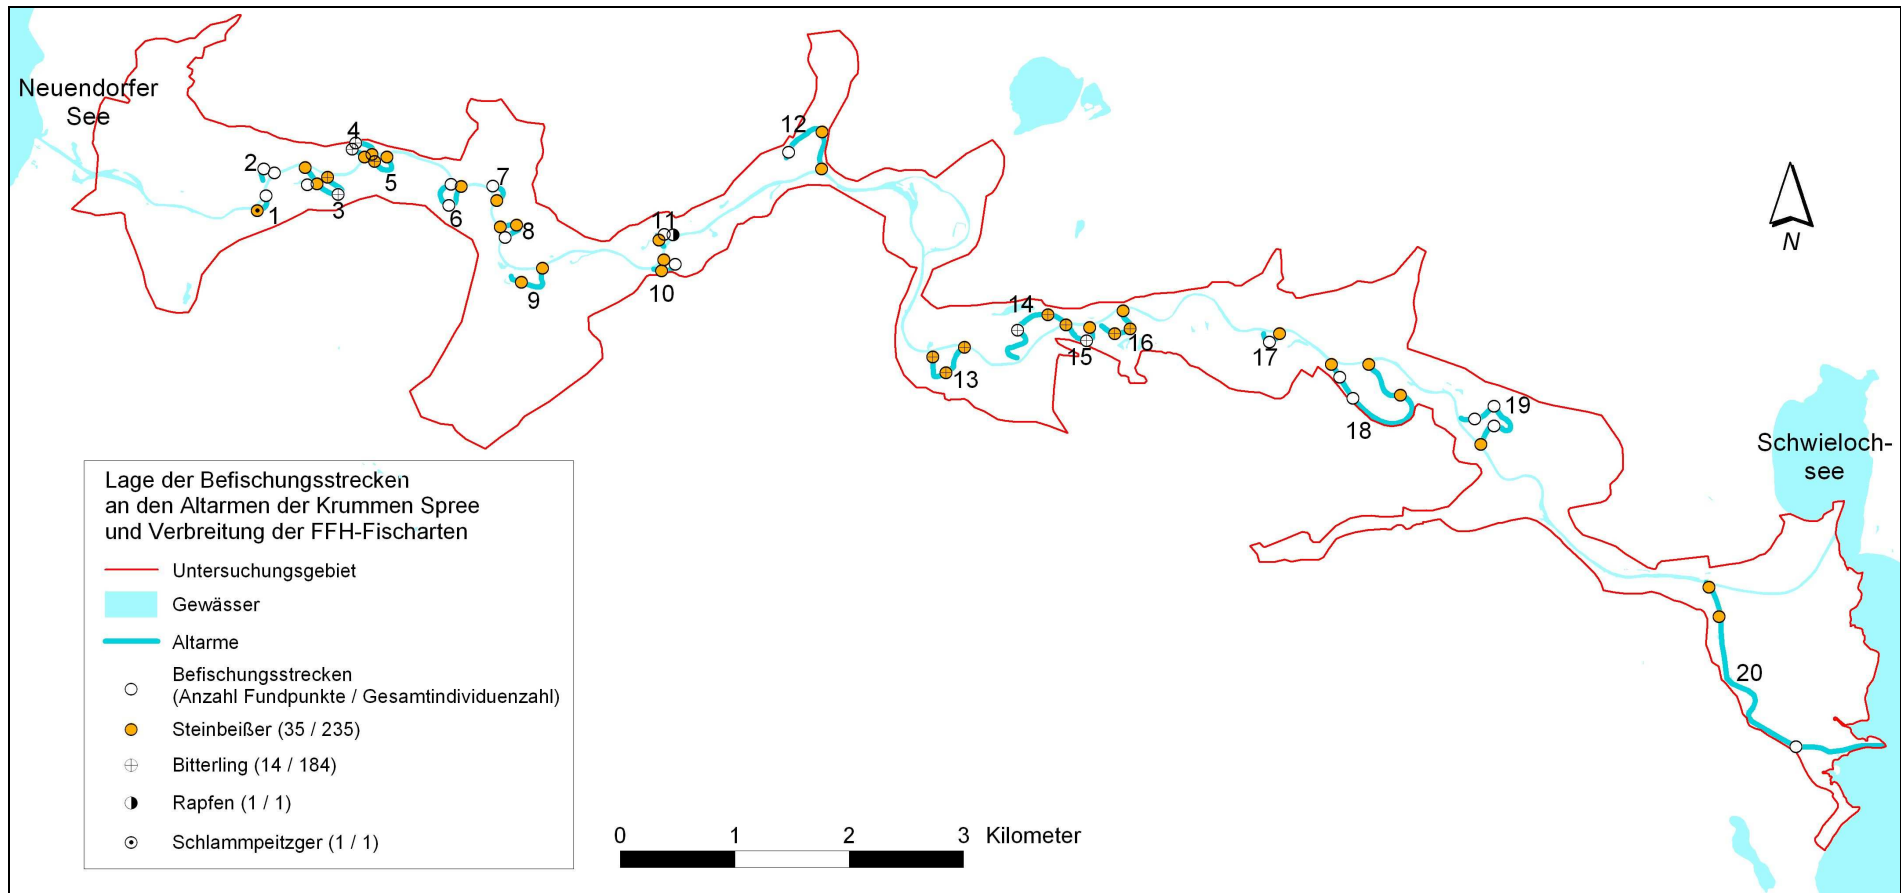 Neuendorfer
See
1
2
3
4
5
6
7
8
9
10
11
12
13
14
15
16
17
18
19
20
N
Schwieloch-
see
Lage der Befischungsstrecken
an den Altarmen der Krummen Spree
und Verbreitung der FFH-Fischarten
Untersuchungsgebiet
Gewässer
Altarme
Befischungsstrecken
(Anzahl Fundpunkte / Gesamtindividuenzahl)
Steinbeißer (35 / 235)
Bitterling (14 / 184)
Rapfen (1 / 1)
Schlammpeitzger (1 / 1)
0 1 2 3 Kilometer